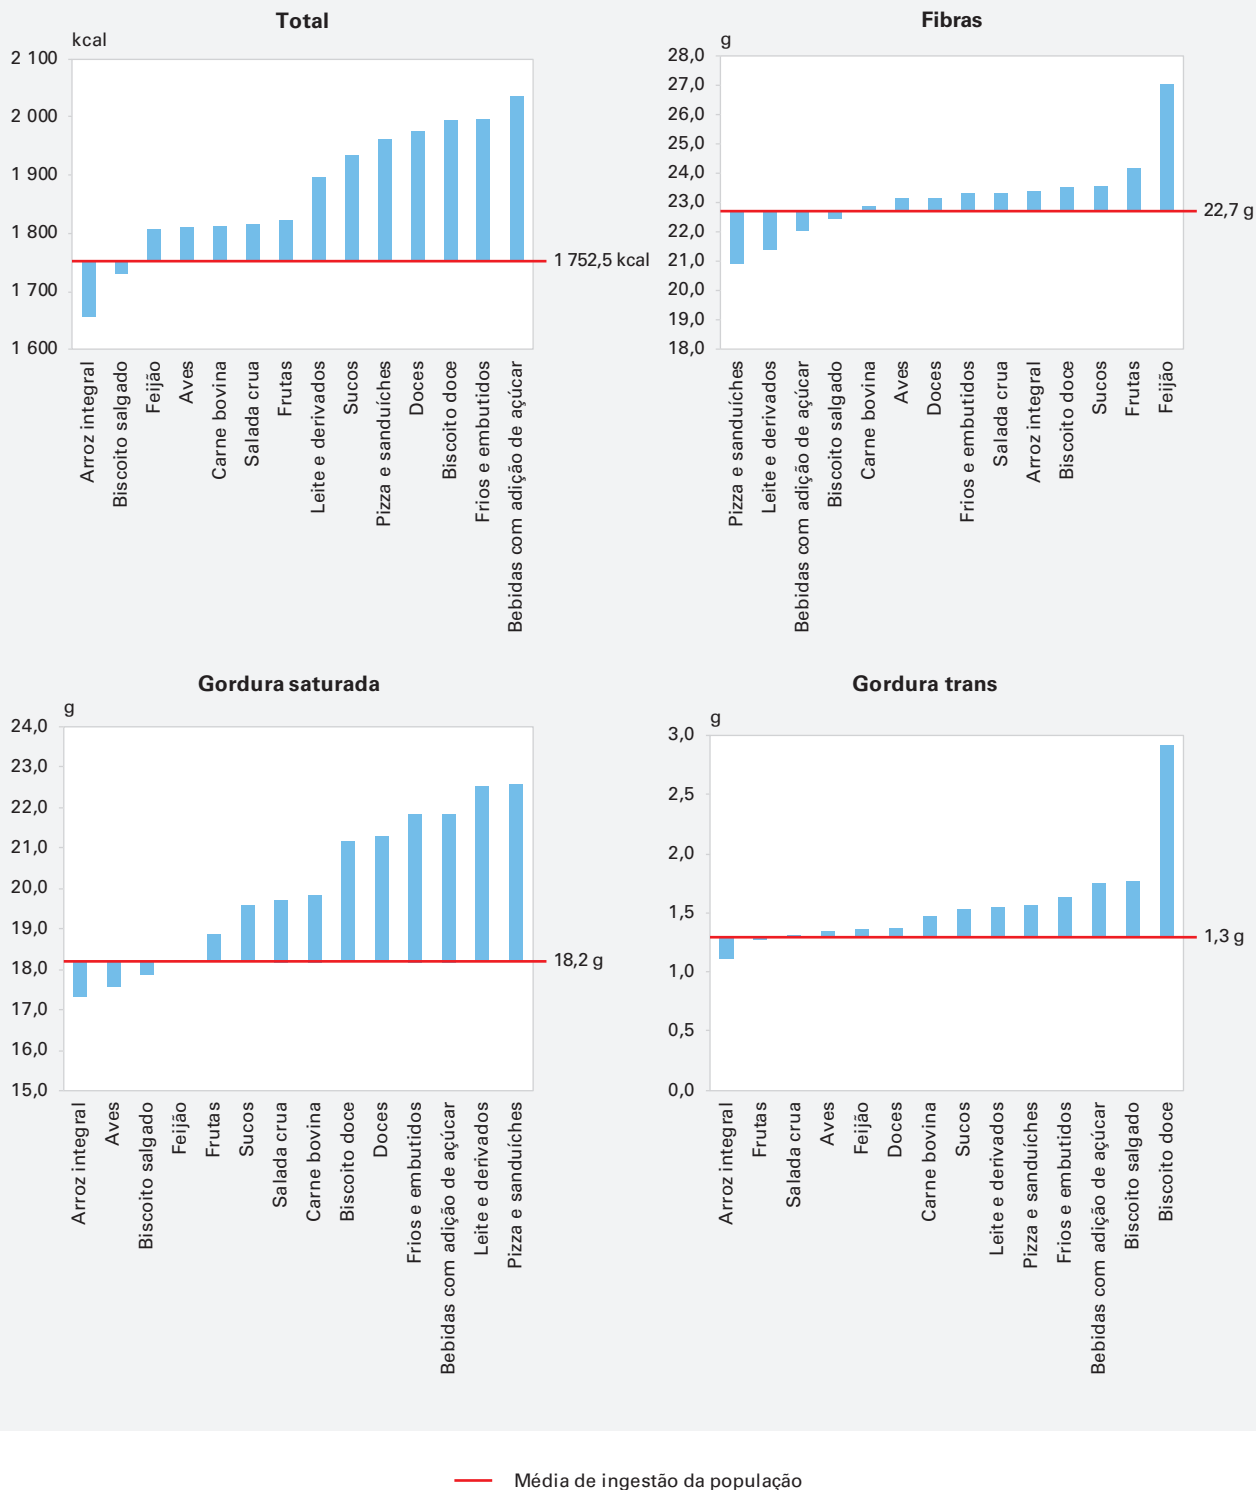 Total
kcal
2 100
2 000
1 900
1 800
1 700
1 600
1 752,5 kcal
Arroz integral
Biscoito salgado
Feijão
Aves
Carne bovina
Salada crua
Frutas
Leite e derivados
Sucos
Pizza e sanduíches
Doces
Biscoito doce
Frios e embutidos
Bebidas com adição de açúcar
Fibras
g
28,0
27,0
26,0
25,0
24,0
23,0
22,0
21,0
20,0
19,0
18,0
22,7 g
Pizza e sanduíches
Leite e derivados
Bebidas com adição de açúcar
Biscoito salgado
Carne bovina
Aves
Doces
Frios e embutidos
Salada crua
Arroz integral
Biscoito doce
Sucos
Frutas
Feijão
Gordura saturada
g
24,0
23,0
22,0
21,0
20,0
19,0
18,0
17,0
16,0
15,0
18,2 g
Arroz integral
Aves
Biscoito salgado
Feijão
Frutas
Sucos
Salada crua
Carne bovina
Biscoito doce
Doces
Frios e embutidos
Bebidas com adição de açúcar
Leite e derivados
Pizza e sanduíches
Gordura trans
g
3,0
2,5
2,0
1,5
1,0
0,5
0,0
1,3 g
Arroz integral
Frutas
Salada crua
Aves
Feijão
Doces
Carne bovina
Sucos
Leite e derivados
Pizza e sanduíches
Frios e embutidos
Bebidas com adição de açúcar
Biscoito salgado
Biscoito doce
Média de ingestão da população